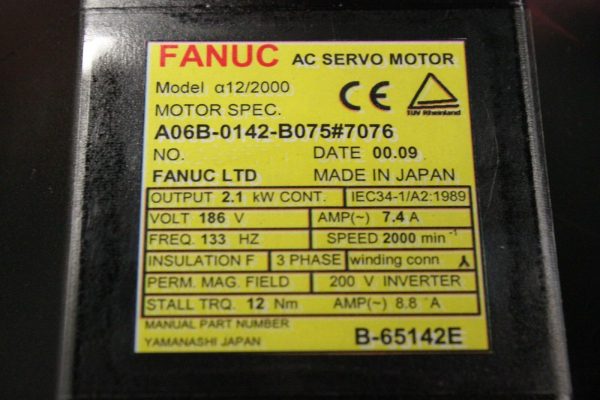 FANUC AC SERVO MOTOR
Model α12/2000
MOTOR SPEC.
TÜV Rheinland
A06B-0142-B075#7076
NO. DATE 00.09
FANUC LTD MADE IN JAPAN
OUTPUT 2.1 kW CONT. IEC34-1/A2:1989
VOLT 186 V AMP(~) 7.4 A
FREQ. 133 HZ SPEED 2000 min⁻¹
INSULATION F 3 PHASE winding conn
PERM. MAG. FIELD 200 V INVERTER
STALL TRQ. 12 Nm AMP(~) 8.8 A
MANUAL PART NUMBER
YAMANASHI JAPAN B-65142E